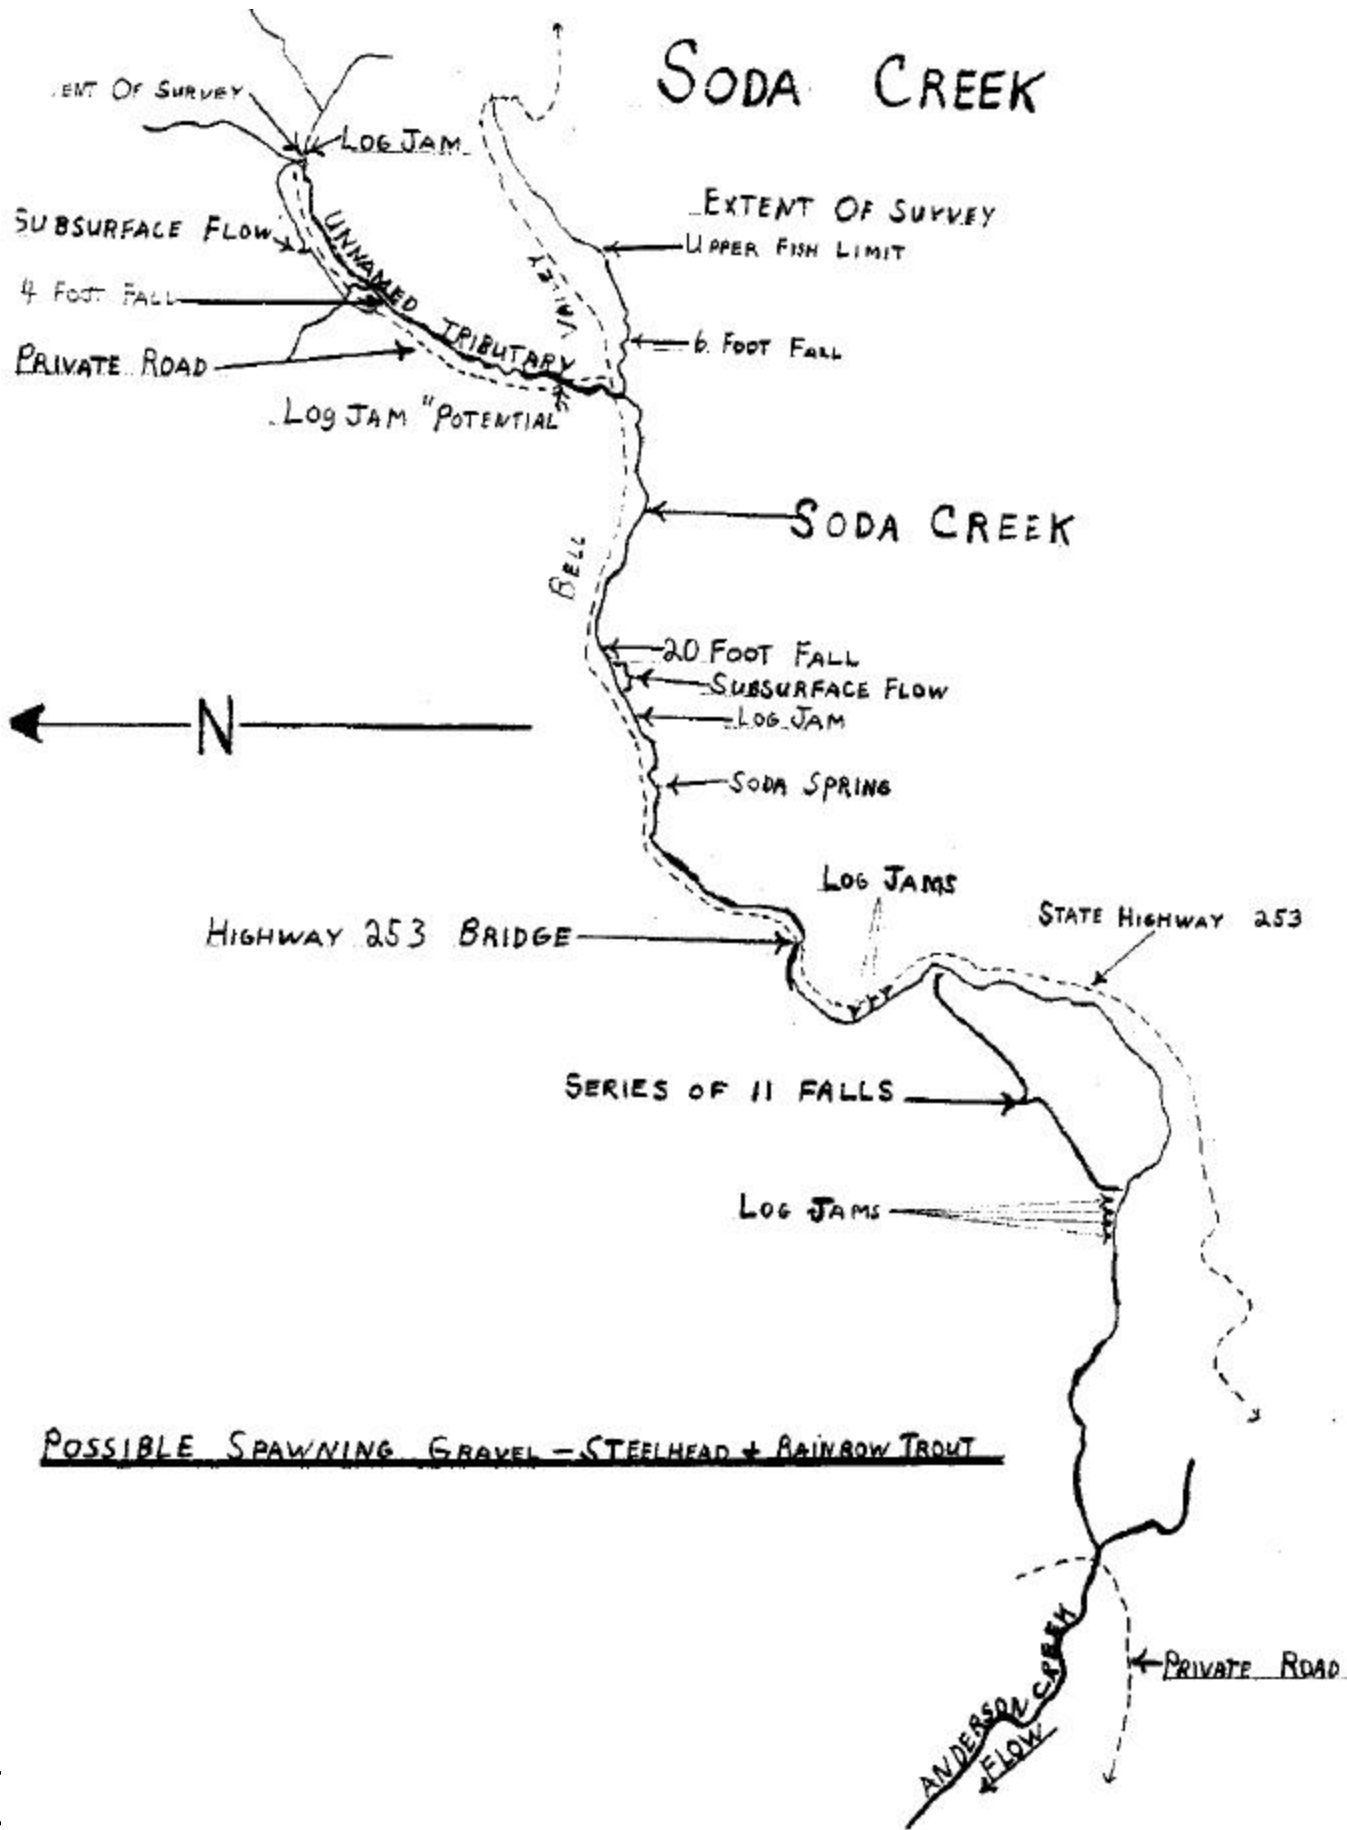 SODA CREEK
ENT OF SURVEY
LOG JAM
EXTENT OF SURVEY
SUBSURFACE FLOW
UPPER FISH LIMIT
UNNAMED TRIBUTARY
VALLEY
4 FOOT FALL
6 FOOT FALL
PRIVATE ROAD
LOG JAM "POTENTIAL"
SODA CREEK
BELL
20 FOOT FALL
SUBSURFACE FLOW
LOG JAM
N
SODA SPRING
LOG JAMS
STATE HIGHWAY 253
HIGHWAY 253 BRIDGE
SERIES OF 11 FALLS
LOG JAMS
POSSIBLE SPAWNING GRAVEL - STEELHEAD & RAINBOW TROUT
ANDERSON CREEK
PRIVATE ROAD
FLOW